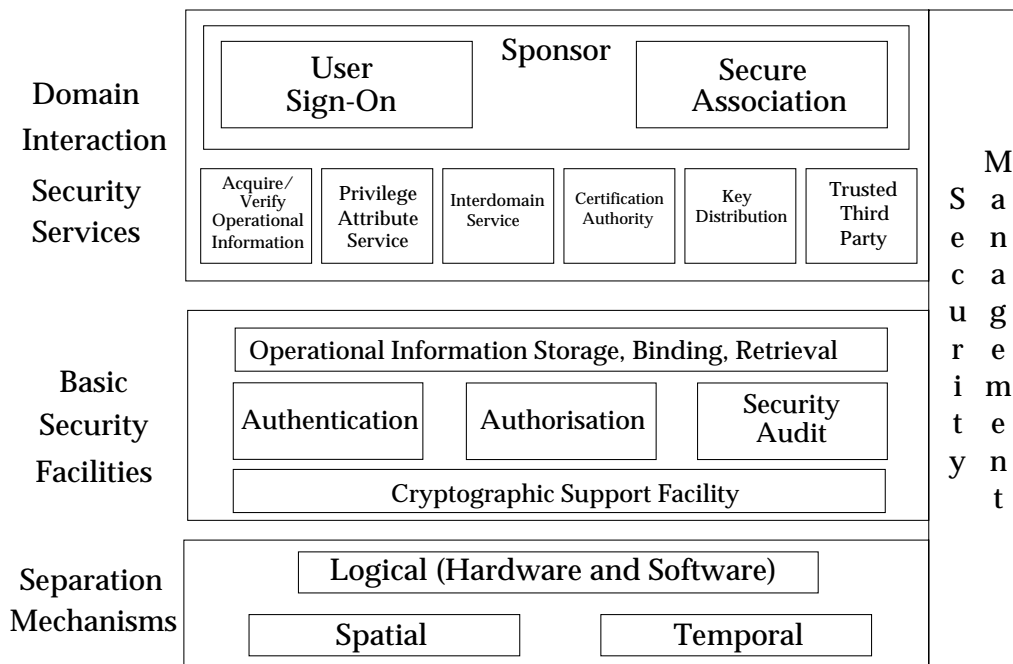 Domain
Interaction
Security
Services
Sponsor
User
Sign-On
Secure
Association
Acquire/
Verify
Operational
Information
Privilege
Attribute
Service
Interdomain
Service
Certification
Authority
Key
Distribution
Trusted
Third
Party
Basic
Security
Facilities
Operational Information Storage, Binding, Retrieval
Authentication
Authorisation
Security
Audit
Cryptographic Support Facility
Separation
Mechanisms
Logical (Hardware and Software)
Spatial
Temporal
Security
Management